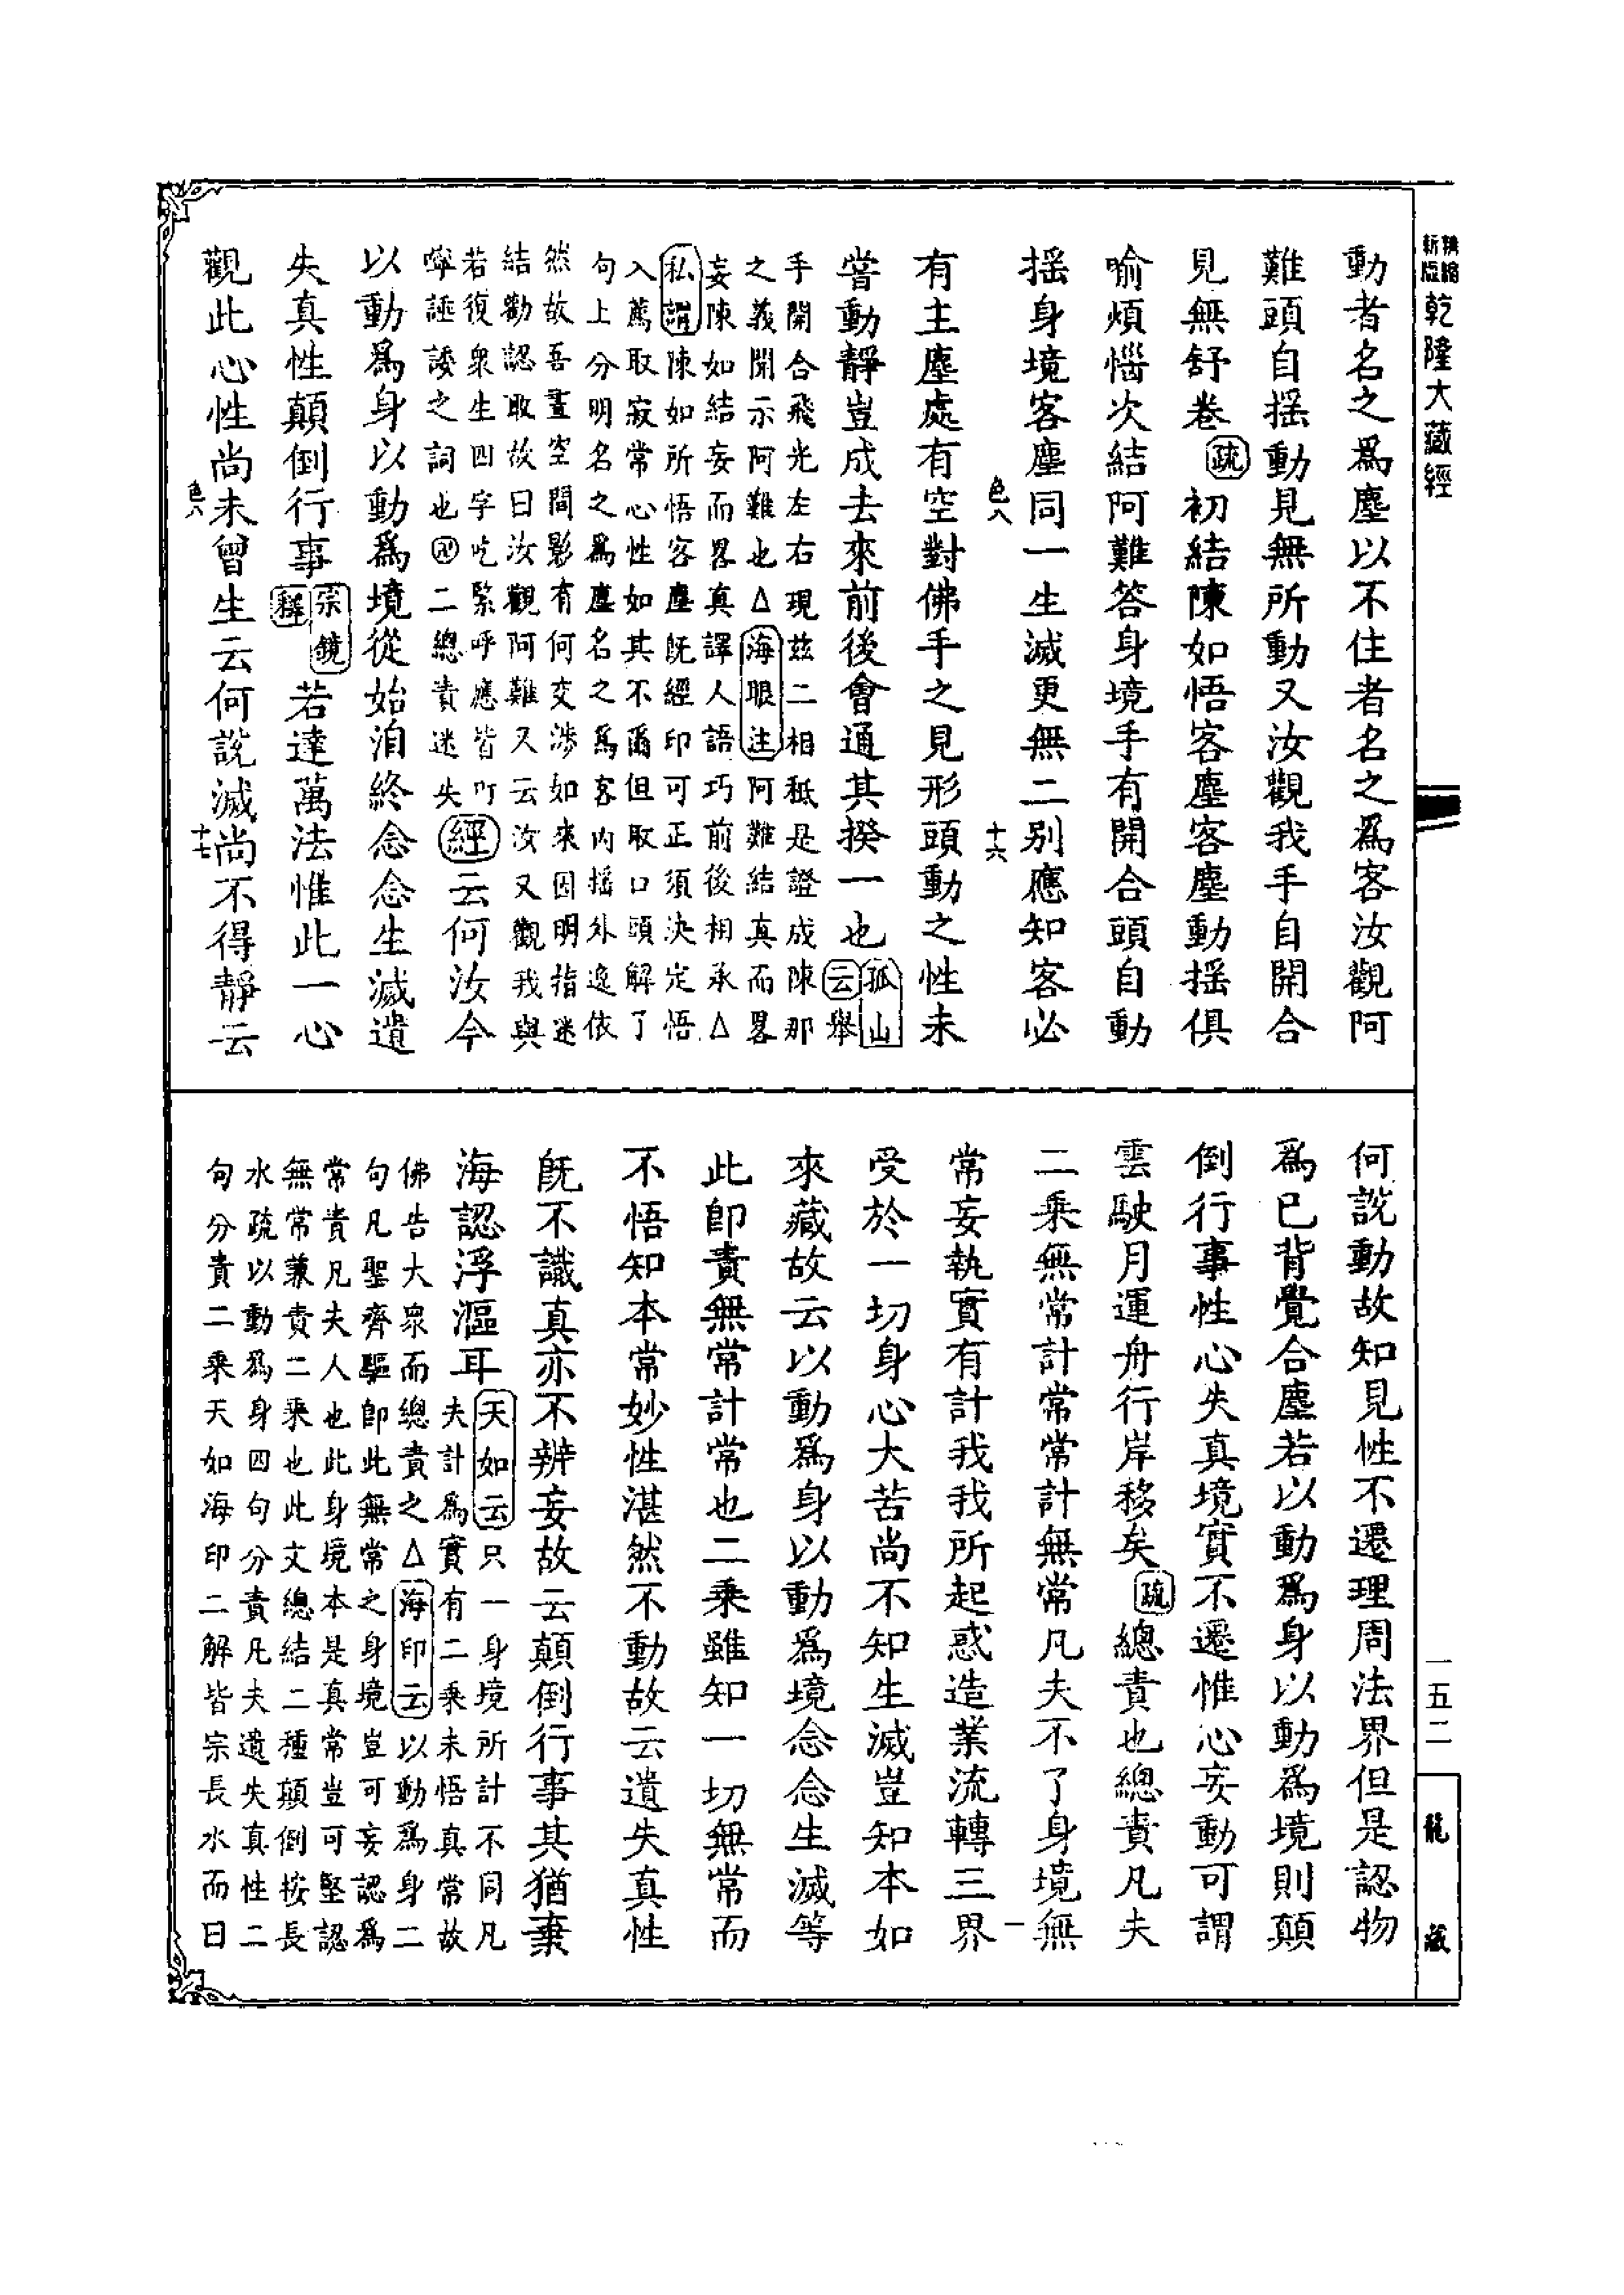 乾隆大藏經
一五二
龍藏
動者名之爲塵以不住者名之爲客汝觀阿
難頭自搖動見無所動又汝觀我手自開合
見無舒卷疏初結陳如悟客塵客塵動搖俱
喻煩惱次結阿難答身境手有開合頭自動
搖身境客塵同一生滅更無二別應知客必
色六 十六
有主塵處有空對佛手之見形頭動之性未
嘗動靜豈成去來前後會通其揆一也孤山云舉
手開合飛光左右現茲二相秪是證成陳那
之義開示阿難也△海眼註阿難結真而畧
妄陳如結妄而畧真譯人語巧前後相承△
私謂陳如所悟客塵既經印可正須決定悟
入薦取寂常心性如其不爾但取口頭解了
句上分明名之爲塵名之爲客內搖外逸依
然故吾晝空間影有何交涉如來因明指迷
結勸認取故曰汝觀阿難又云汝又觀我與
若復衆生四字吃緊呼應皆叮
嚀諈諉之詞也卍二總責迷失經云何汝今
以動爲身以動爲境從始洎終念念生滅遺
失真性顛倒行事宗鏡釋若達萬法惟此一心
觀此心性尚未曾生云何說滅尚不得靜云
色六 十七
何說動故知見性不遷理周法界但是認物
爲已背覺合塵若以動爲身以動爲境則顛
倒行事性心失真境實不遷惟心妄動可謂
雲駛月運舟行岸移矣疏總責也總責凡夫
二乘無常計常常計無常凡夫不了身境無
常妄執實有計我我所起惑造業流轉三界
受於一切身心大苦尚不知生滅豈知本如
來藏故云以動爲身以動爲境念念生滅等
此即責無常計常也二乘雖知一切無常而
不悟知本常妙性湛然不動故云遺失真性
既不識真亦不辨妄故云顛倒行事其猶棄
海認浮漚耳天如云只一身境所計不同凡
夫計爲實有二乘未悟真常故
佛告大衆而總責之△海印云以動爲身二
句凡聖齊驅即此無常之身境豈可妄認爲
常責凡夫人也此身境本是真常豈可堅認
無常兼責二乘也此文總結二種顛倒按長
水疏以動爲身四句分責凡夫遺失真性二
句分責二乘天如海印二解皆宗長水而曰